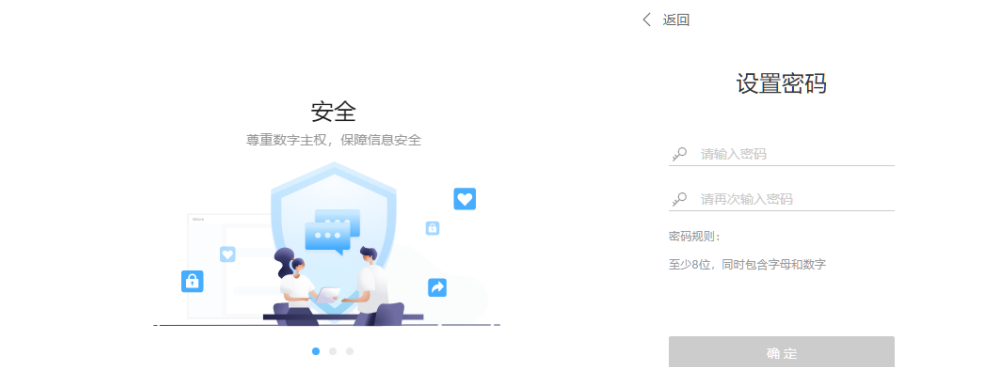 返回
设置密码
安全
尊重数字主权，保障信息安全
请输入密码
请再次输入密码
密码规则：
至少8位，同时包含字母和数字
确定